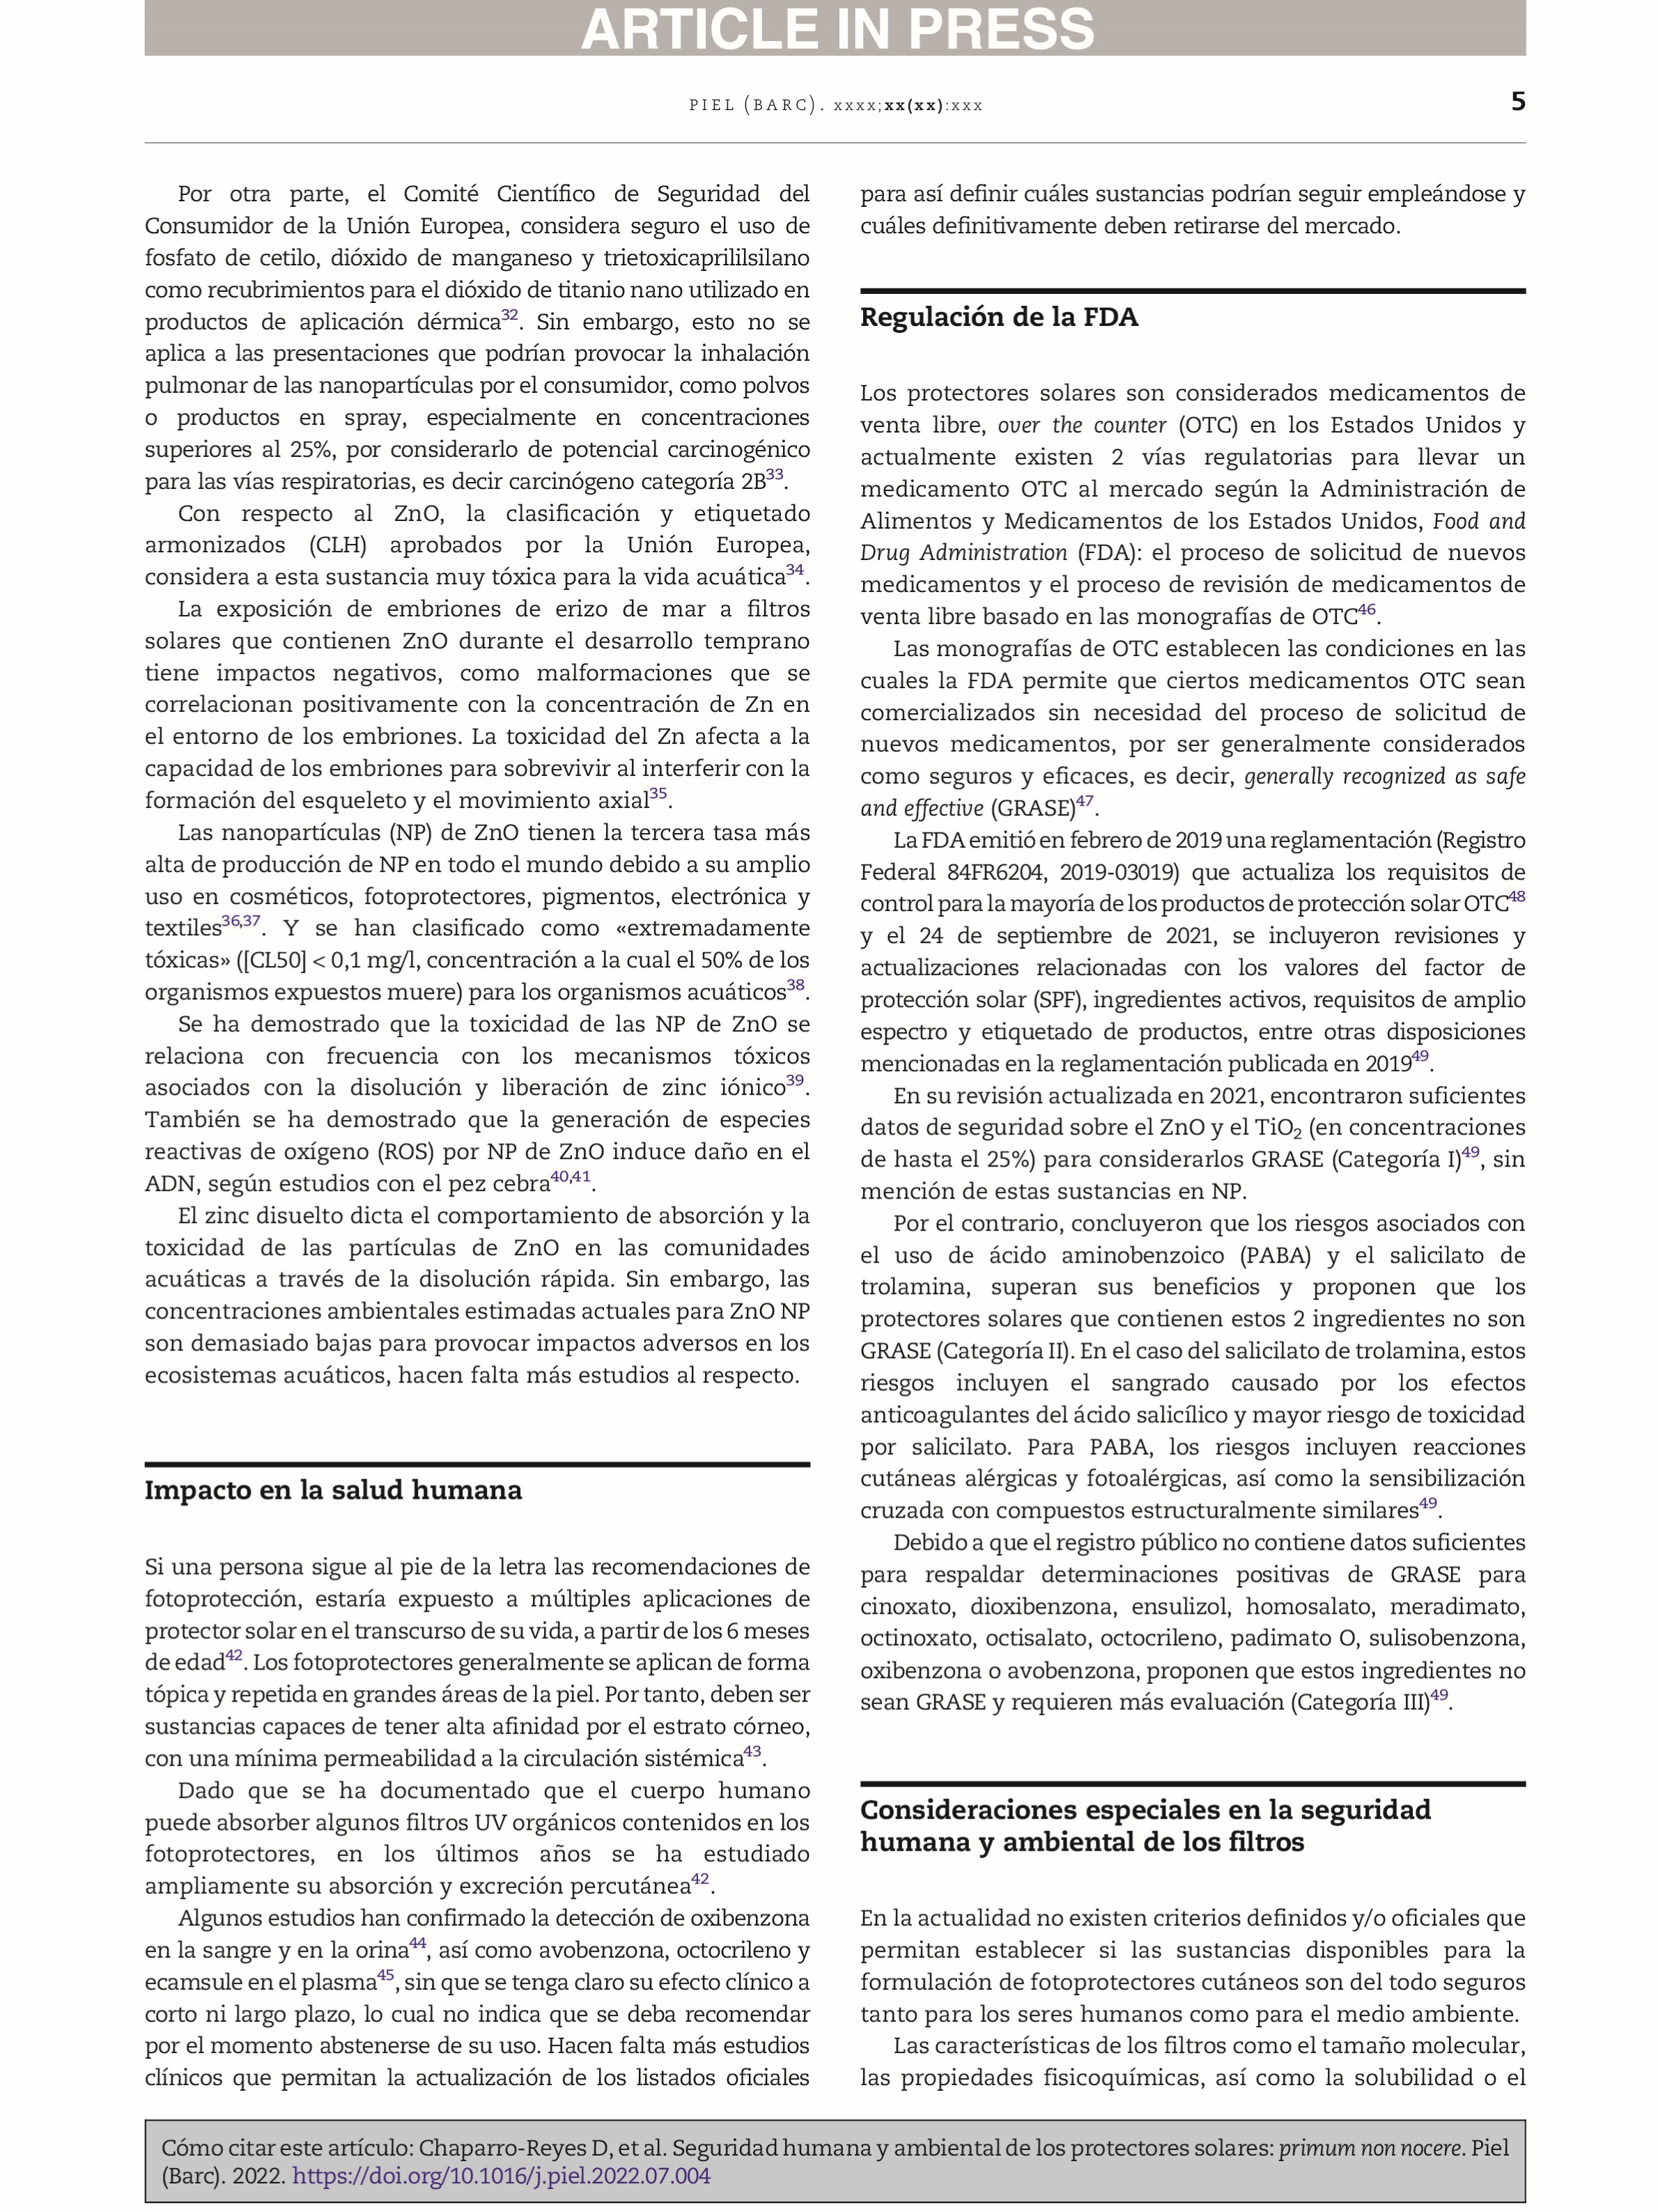 ARTICLE IN PRESS
PIEL (BARC). xxxx;xx(xx):xxx
5
Por otra parte, el Comité Científico de Seguridad del
Consumidor de la Unión Europea, considera seguro el uso de
fosfato de cetilo, dióxido de manganeso y trietoxicaprililsilano
como recubrimientos para el dióxido de titanio nano utilizado en
productos de aplicación dérmica32. Sin embargo, esto no se
aplica a las presentaciones que podrían provocar la inhalación
pulmonar de las nanopartículas por el consumidor, como polvos
o productos en spray, especialmente en concentraciones
superiores al 25%, por considerarlo de potencial carcinogénico
para las vías respiratorias, es decir carcinógeno categoría 2B33.
Con respecto al ZnO, la clasificación y etiquetado
armonizados (CLH) aprobados por la Unión Europea,
considera a esta sustancia muy tóxica para la vida acuática34.
La exposición de embriones de erizo de mar a filtros
solares que contienen ZnO durante el desarrollo temprano
tiene impactos negativos, como malformaciones que se
correlacionan positivamente con la concentración de Zn en
el entorno de los embriones. La toxicidad del Zn afecta a la
capacidad de los embriones para sobrevivir al interferir con la
formación del esqueleto y el movimiento axial35.
Las nanopartículas (NP) de ZnO tienen la tercera tasa más
alta de producción de NP en todo el mundo debido a su amplio
uso en cosméticos, fotoprotectores, pigmentos, electrónica y
textiles36,37. Y se han clasificado como «extremadamente
tóxicas» ([CL50] < 0,1 mg/l, concentración a la cual el 50% de los
organismos expuestos muere) para los organismos acuáticos38.
Se ha demostrado que la toxicidad de las NP de ZnO se
relaciona con frecuencia con los mecanismos tóxicos
asociados con la disolución y liberación de zinc iónico39.
También se ha demostrado que la generación de especies
reactivas de oxígeno (ROS) por NP de ZnO induce daño en el
ADN, según estudios con el pez cebra40,41.
El zinc disuelto dicta el comportamiento de absorción y la
toxicidad de las partículas de ZnO en las comunidades
acuáticas a través de la disolución rápida. Sin embargo, las
concentraciones ambientales estimadas actuales para ZnO NP
son demasiado bajas para provocar impactos adversos en los
ecosistemas acuáticos, hacen falta más estudios al respecto.
Impacto en la salud humana
Si una persona sigue al pie de la letra las recomendaciones de
fotoprotección, estaría expuesto a múltiples aplicaciones de
protector solar en el transcurso de su vida, a partir de los 6 meses
de edad42. Los fotoprotectores generalmente se aplican de forma
tópica y repetida en grandes áreas de la piel. Por tanto, deben ser
sustancias capaces de tener alta afinidad por el estrato córneo,
con una mínima permeabilidad a la circulación sistémica43.
Dado que se ha documentado que el cuerpo humano
puede absorber algunos filtros UV orgánicos contenidos en los
fotoprotectores, en los últimos años se ha estudiado
ampliamente su absorción y excreción percutánea42.
Algunos estudios han confirmado la detección de oxibenzona
en la sangre y en la orina44, así como avobenzona, octocrileno y
ecamsule en el plasma45, sin que se tenga claro su efecto clínico a
corto ni largo plazo, lo cual no indica que se deba recomendar
por el momento abstenerse de su uso. Hacen falta más estudios
clínicos que permitan la actualización de los listados oficiales
para así definir cuáles sustancias podrían seguir empleándose y
cuáles definitivamente deben retirarse del mercado.
Regulación de la FDA
Los protectores solares son considerados medicamentos de
venta libre, over the counter (OTC) en los Estados Unidos y
actualmente existen 2 vías regulatorias para llevar un
medicamento OTC al mercado según la Administración de
Alimentos y Medicamentos de los Estados Unidos, Food and
Drug Administration (FDA): el proceso de solicitud de nuevos
medicamentos y el proceso de revisión de medicamentos de
venta libre basado en las monografías de OTC46.
Las monografías de OTC establecen las condiciones en las
cuales la FDA permite que ciertos medicamentos OTC sean
comercializados sin necesidad del proceso de solicitud de
nuevos medicamentos, por ser generalmente considerados
como seguros y eficaces, es decir, generally recognized as safe
and effective (GRASE)47.
La FDA emitió en febrero de 2019 una reglamentación (Registro
Federal 84FR6204, 2019-03019) que actualiza los requisitos de
control para la mayoría de los productos de protección solar OTC48
y el 24 de septiembre de 2021, se incluyeron revisiones y
actualizaciones relacionadas con los valores del factor de
protección solar (SPF), ingredientes activos, requisitos de amplio
espectro y etiquetado de productos, entre otras disposiciones
mencionadas en la reglamentación publicada en 201949.
En su revisión actualizada en 2021, encontraron suficientes
datos de seguridad sobre el ZnO y el TiO2 (en concentraciones
de hasta el 25%) para considerarlos GRASE (Categoría I)49, sin
mención de estas sustancias en NP.
Por el contrario, concluyeron que los riesgos asociados con
el uso de ácido aminobenzoico (PABA) y el salicilato de
trolamina, superan sus beneficios y proponen que los
protectores solares que contienen estos 2 ingredientes no son
GRASE (Categoría II). En el caso del salicilato de trolamina, estos
riesgos incluyen el sangrado causado por los efectos
anticoagulantes del ácido salicílico y mayor riesgo de toxicidad
por salicilato. Para PABA, los riesgos incluyen reacciones
cutáneas alérgicas y fotoalérgicas, así como la sensibilización
cruzada con compuestos estructuralmente similares49.
Debido a que el registro público no contiene datos suficientes
para respaldar determinaciones positivas de GRASE para
cinoxato, dioxibenzona, ensulizol, homosalato, meradimato,
octinoxato, octisalato, octocrileno, padimato O, sulisobenzona,
oxibenzona o avobenzona, proponen que estos ingredientes no
sean GRASE y requieren más evaluación (Categoría III)49.
Consideraciones especiales en la seguridad
humana y ambiental de los filtros
En la actualidad no existen criterios definidos y/o oficiales que
permitan establecer si las sustancias disponibles para la
formulación de fotoprotectores cutáneos son del todo seguros
tanto para los seres humanos como para el medio ambiente.
Las características de los filtros como el tamaño molecular,
las propiedades fisicoquímicas, así como la solubilidad o el
Cómo citar este artículo: Chaparro-Reyes D, et al. Seguridad humana y ambiental de los protectores solares: primum non nocere. Piel
(Barc). 2022. https://doi.org/10.1016/j.piel.2022.07.004